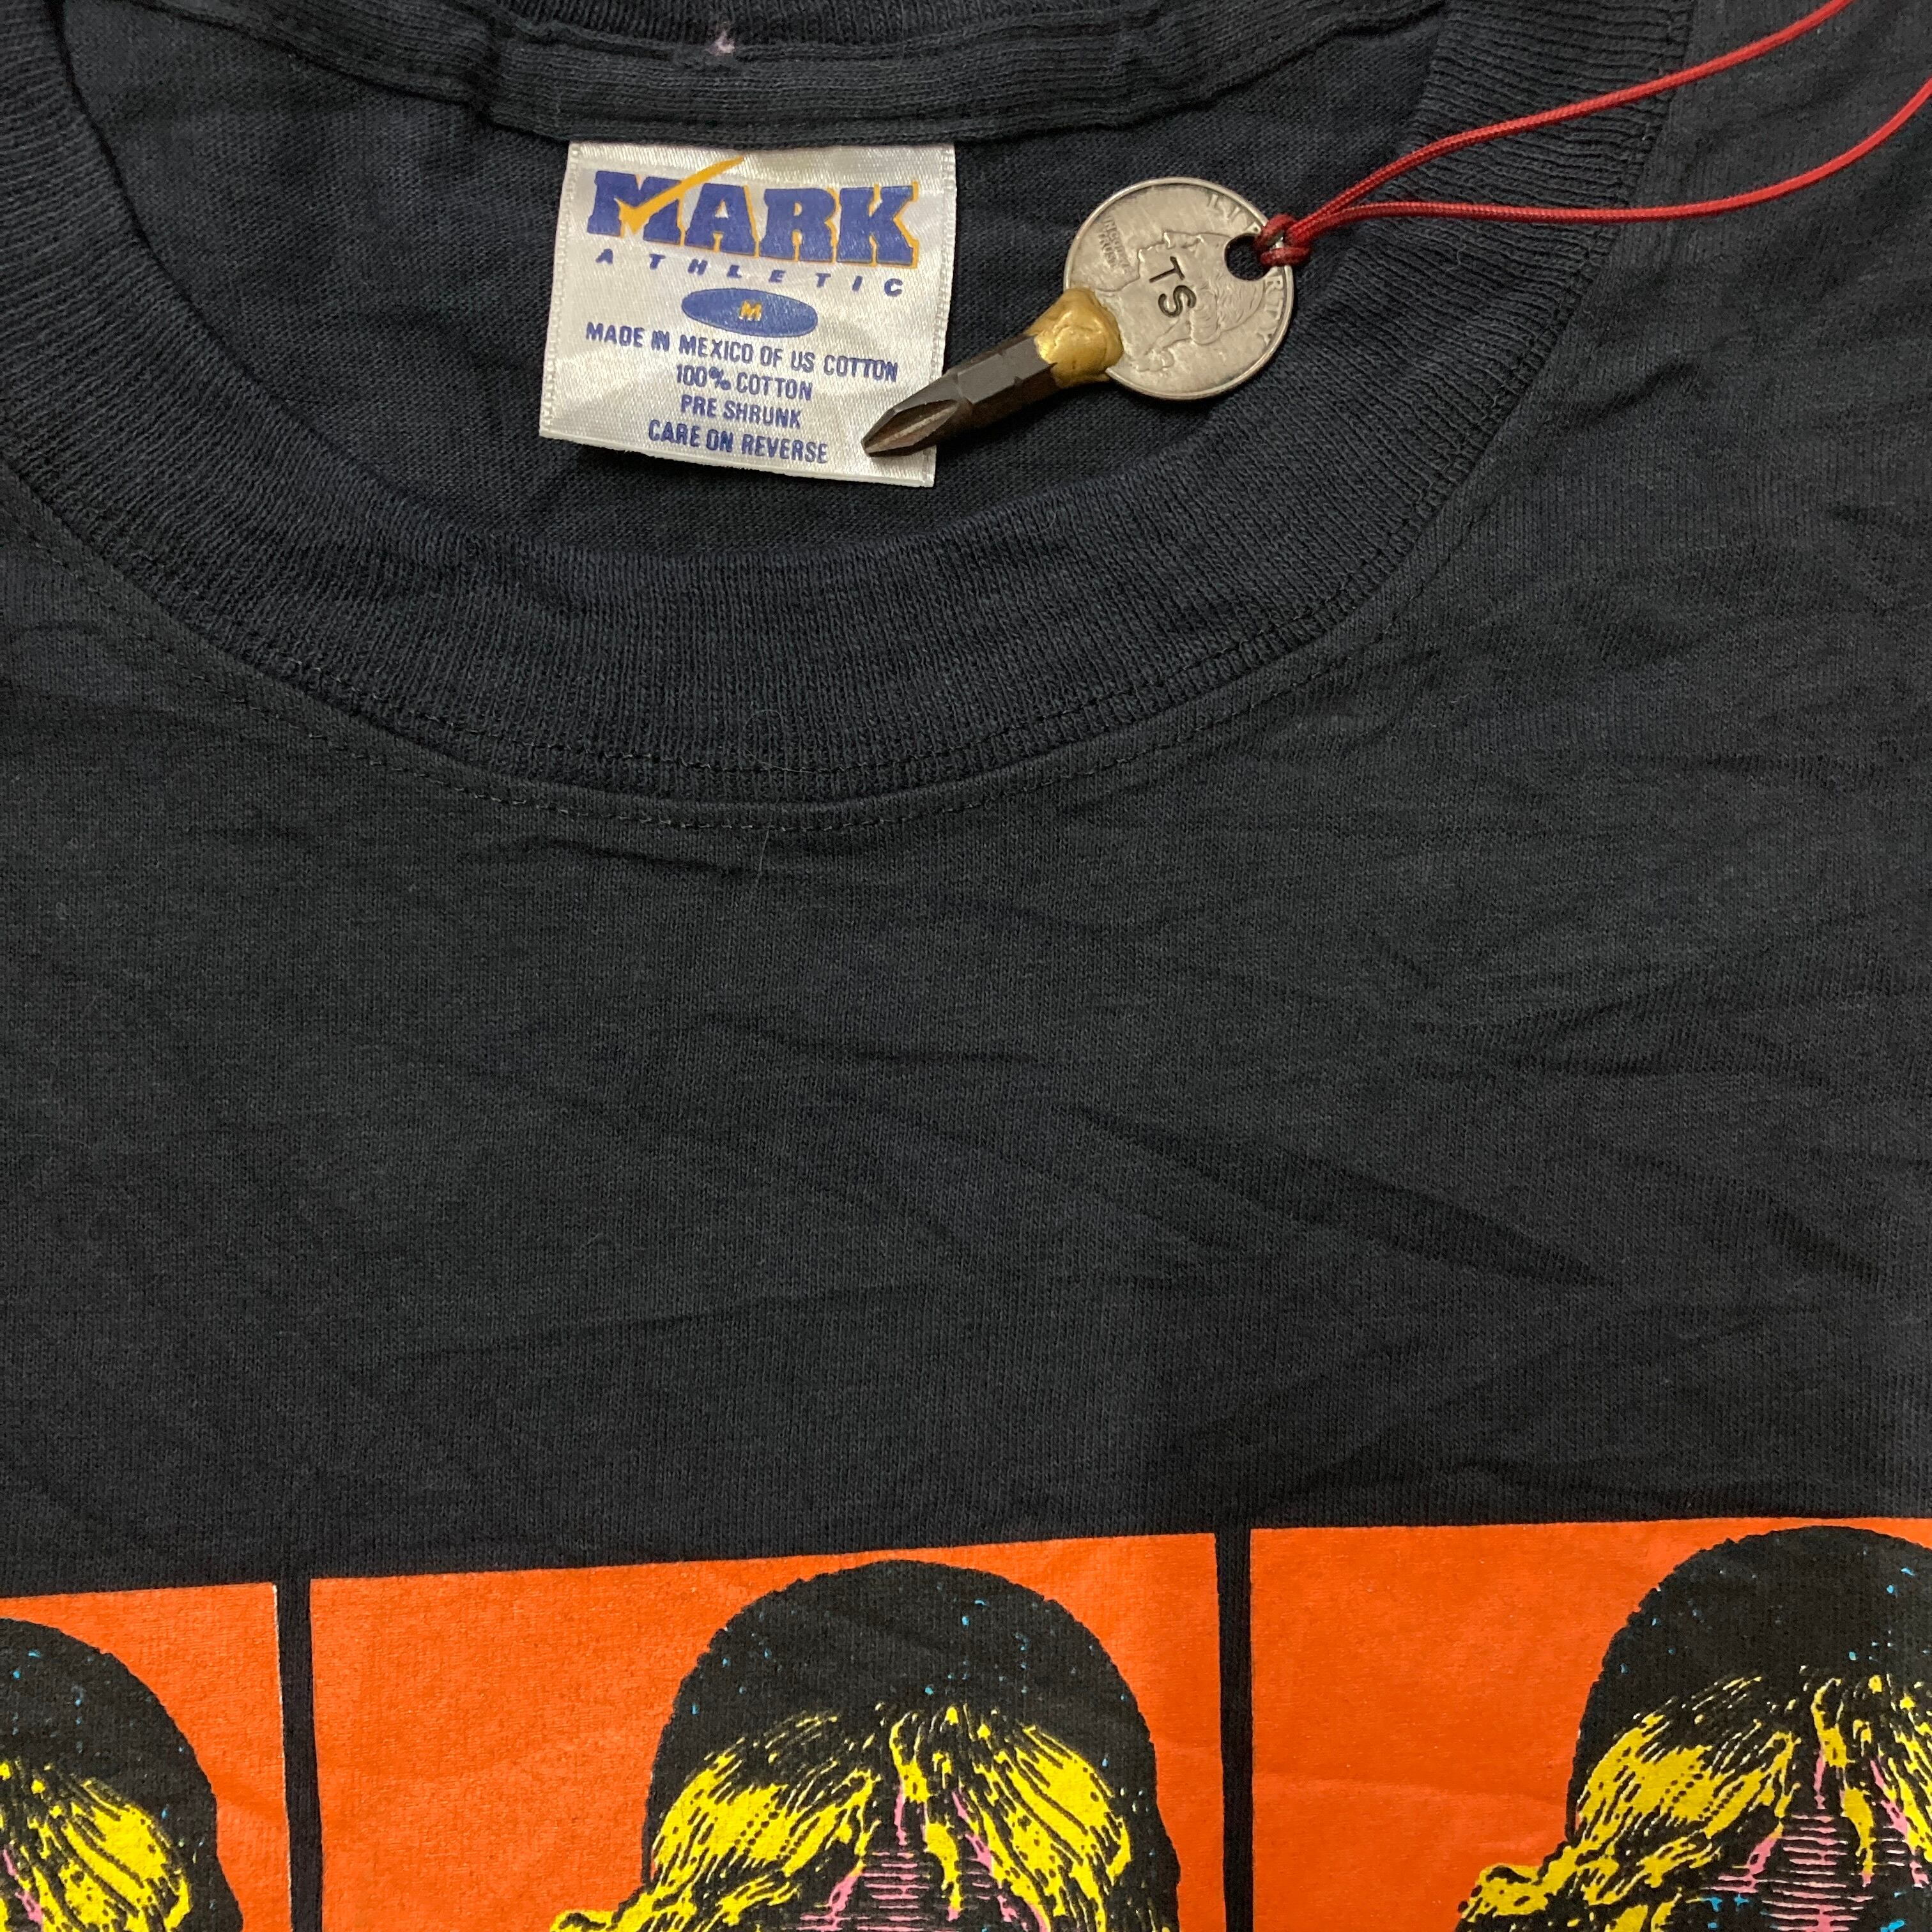 MARK
ATHLETIC
M
MADE IN MEXICO OF US COTTON
100% COTTON
PRE SHRUNK
CARE ON REVERSE
LIBERTY
TS